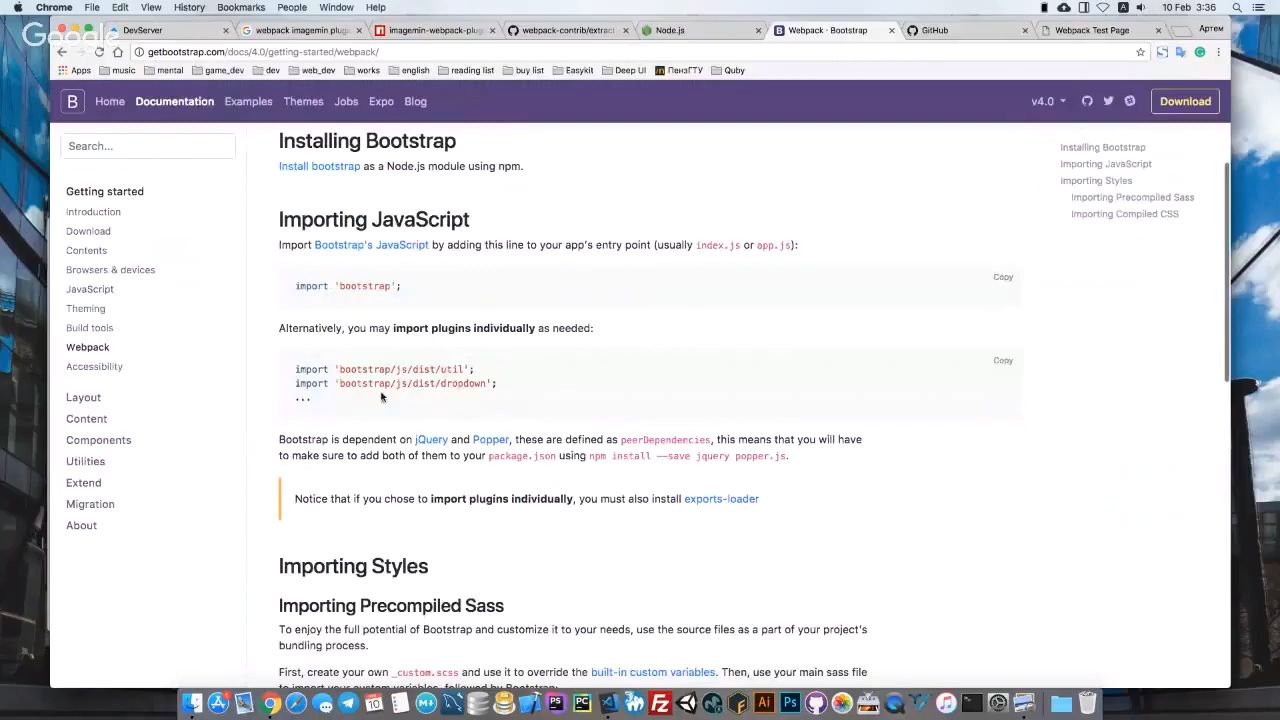 Chrome File Edit View History Bookmarks People Window Help 10 Feb 3:36
Google
DevServer
webpack imagemin plug
imagemin-webpack-plug
webpack-contrib/extrac
Node.js
Webpack · Bootstrap
GitHub
Webpack Test Page
Артем
getbootstrap.com/docs/4.0/getting-started/webpack/
Apps music mental game_dev dev web_dev works english reading list buy list Easykit Deep UI ПензГТУ Quby
B Home Documentation Examples Themes Jobs Expo Blog v4.0 Download
Search...
Getting started
Introduction
Download
Contents
Browsers & devices
JavaScript
Theming
Build tools
Webpack
Accessibility
Layout
Content
Components
Utilities
Extend
Migration
About
Installing Bootstrap
Install bootstrap as a Node.js module using npm.
Importing JavaScript
Import Bootstrap's JavaScript by adding this line to your app's entry point (usually index.js or app.js):
Copy
import 'bootstrap';
Alternatively, you may import plugins individually as needed:
Copy
import 'bootstrap/js/dist/util';
import 'bootstrap/js/dist/dropdown';
...
Bootstrap is dependent on jQuery and Popper, these are defined as peerDependencies, this means that you will have
to make sure to add both of them to your package.json using npm install --save jquery popper.js.
Notice that if you chose to import plugins individually, you must also install exports-loader
Importing Styles
Importing Precompiled Sass
To enjoy the full potential of Bootstrap and customize it to your needs, use the source files as a part of your project's
bundling process.
First, create your own _custom.scss and use it to override the built-in custom variables. Then, use your main sass file
to import your custom variables, followed by Bootstrap
Installing Bootstrap
Importing JavaScript
Importing Styles
Importing Precompiled Sass
Importing Compiled CSS